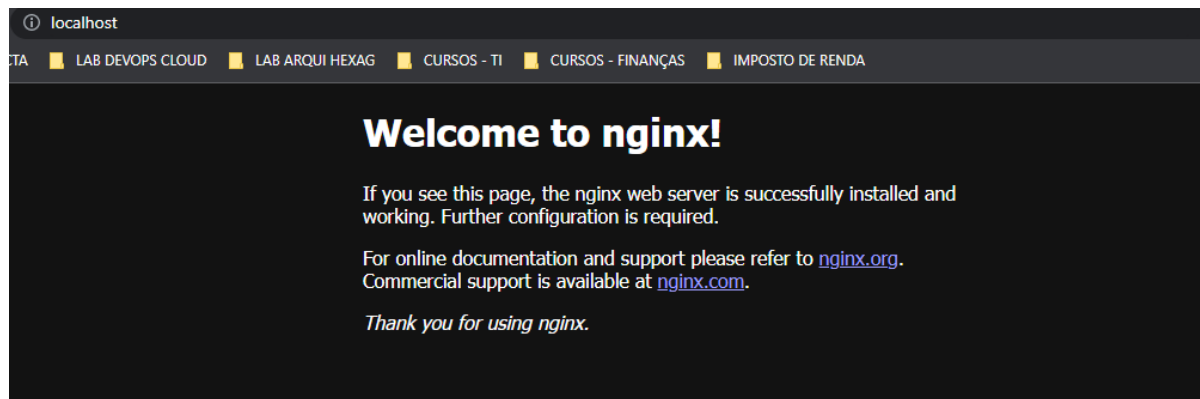 localhost
CTA LAB DEVOPS CLOUD LAB ARQUI HEXAG CURSOS - TI CURSOS - FINANÇAS IMPOSTO DE RENDA
Welcome to nginx!
If you see this page, the nginx web server is successfully installed and
working. Further configuration is required.
For online documentation and support please refer to nginx.org.
Commercial support is available at nginx.com.
Thank you for using nginx.